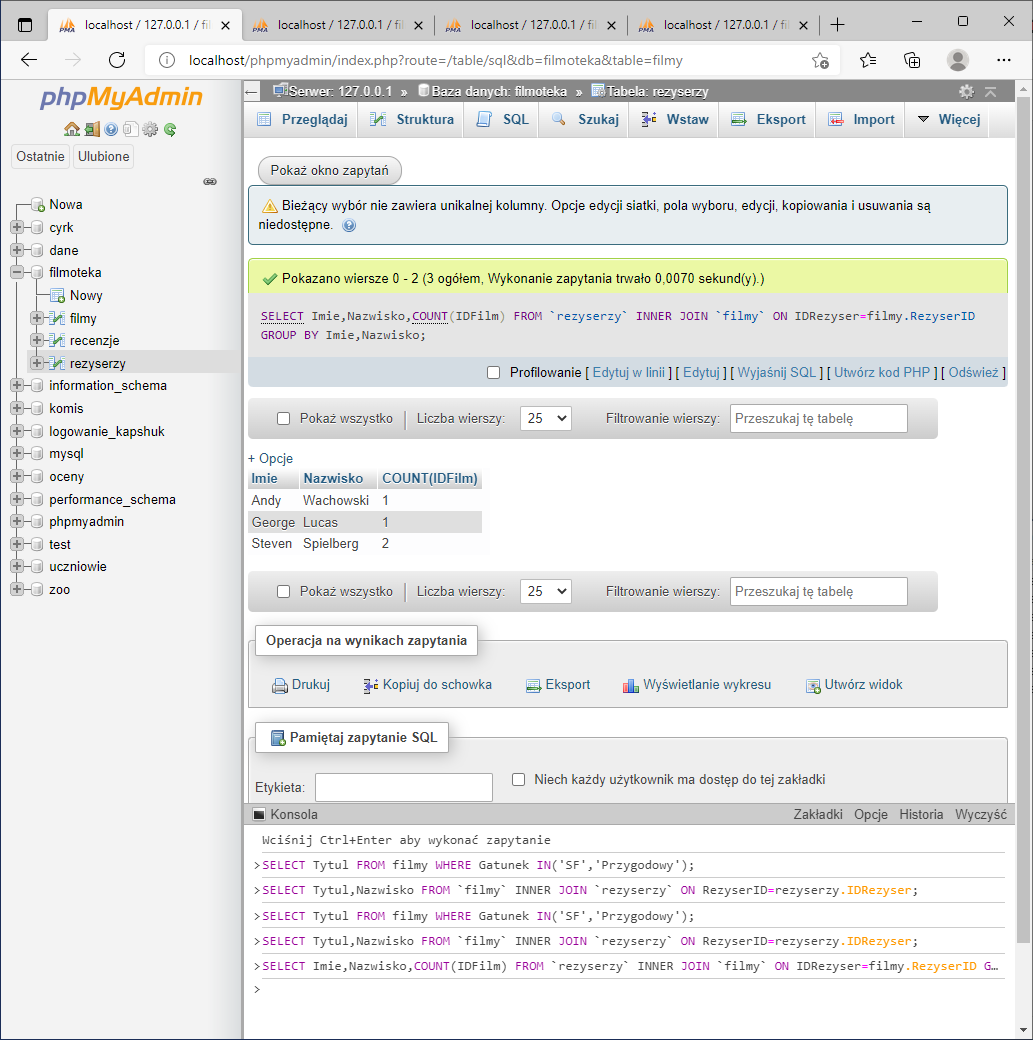 localhost / 127.0.0.1 / fil
localhost / 127.0.0.1 / fil
localhost / 127.0.0.1 / fil
localhost / 127.0.0.1 / fil
localhost/phpmyadmin/index.php?route=/table/sql&db=filmoteka&table=filmy
phpMyAdmin
Ostatnie Ulubione
Nowa
cyrk
dane
filmoteka
Nowy
filmy
recenzje
rezyserzy
information_schema
komis
logowanie_kapshuk
mysql
oceny
performance_schema
phpmyadmin
test
uczniowie
zoo
Serwer: 127.0.0.1 » Baza danych: filmoteka » Tabela: rezyserzy
Przeglądaj Struktura SQL Szukaj Wstaw Eksport Import Więcej
Pokaż okno zapytań
Bieżący wybór nie zawiera unikalnej kolumny. Opcje edycji siatki, pola wyboru, edycji, kopiowania i usuwania są
niedostępne.
Pokazano wiersze 0 - 2 (3 ogółem, Wykonanie zapytania trwało 0,0070 sekund(y).)
SELECT Imie,Nazwisko,COUNT(IDFilm) FROM `rezyserzy` INNER JOIN `filmy` ON IDRezyser=filmy.RezyserID
GROUP BY Imie,Nazwisko;
Profilowanie [ Edytuj w linii ] [ Edytuj ] [ Wyjaśnij SQL ] [ Utwórz kod PHP ] [ Odśwież ]
Pokaż wszystko Liczba wierszy: 25 Filtrowanie wierszy: Przeszukaj tę tabelę
+ Opcje
Imie Nazwisko COUNT(IDFilm)
Andy Wachowski 1
George Lucas 1
Steven Spielberg 2
Pokaż wszystko Liczba wierszy: 25 Filtrowanie wierszy: Przeszukaj tę tabelę
Operacja na wynikach zapytania
Drukuj Kopiuj do schowka Eksport Wyświetlanie wykresu Utwórz widok
Pamiętaj zapytanie SQL
Etykieta: Niech każdy użytkownik ma dostęp do tej zakładki
Konsola Zakładki Opcje Historia Wyczyść
Wciśnij Ctrl+Enter aby wykonać zapytanie
>SELECT Tytul FROM filmy WHERE Gatunek IN('SF','Przygodowy');
>SELECT Tytul,Nazwisko FROM `filmy` INNER JOIN `rezyserzy` ON RezyserID=rezyserzy.IDRezyser;
>SELECT Tytul FROM filmy WHERE Gatunek IN('SF','Przygodowy');
>SELECT Tytul,Nazwisko FROM `filmy` INNER JOIN `rezyserzy` ON RezyserID=rezyserzy.IDRezyser;
>SELECT Imie,Nazwisko,COUNT(IDFilm) FROM `rezyserzy` INNER JOIN `filmy` ON IDRezyser=filmy.RezyserID G…
>